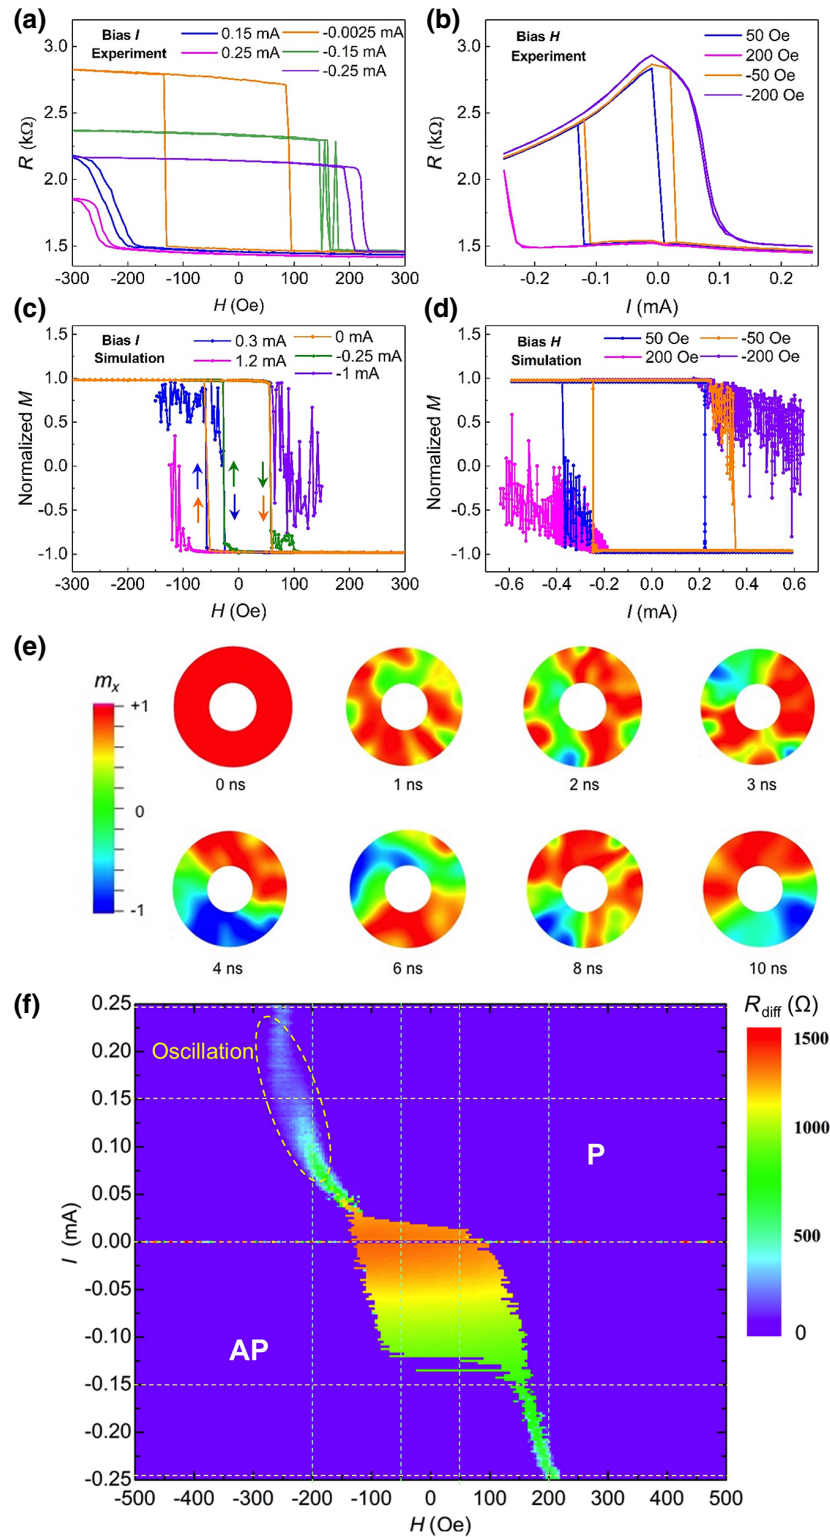 (a)
Bias I
Experiment
0.15 mA
0.25 mA
-0.0025 mA
-0.15 mA
-0.25 mA
3.0
2.5
2.0
1.5
R (kΩ)
-300 -200 -100 0 100 200 300
H (Oe)
(b)
Bias H
Experiment
50 Oe
200 Oe
-50 Oe
-200 Oe
3.0
2.5
2.0
1.5
R (kΩ)
-0.2 -0.1 0.0 0.1 0.2
I (mA)
(c)
Bias I
Simulation
0.3 mA
1.2 mA
0 mA
-0.25 mA
-1 mA
1.5
1.0
0.5
0.0
-0.5
-1.0
Normalized M
-300 -200 -100 0 100 200 300
H (Oe)
(d)
Bias H
Simulation
50 Oe
200 Oe
-50 Oe
-200 Oe
1.5
1.0
0.5
0.0
-0.5
-1.0
Normalized M
-0.6 -0.4 -0.2 0.0 0.2 0.4 0.6
I (mA)
(e)
mx
+1
0
-1
0 ns 1 ns 2 ns 3 ns
4 ns 6 ns 8 ns 10 ns
(f)
0.25
0.20
0.15
0.10
0.05
0.00
-0.05
-0.10
-0.15
-0.20
-0.25
I (mA)
Oscillation
P
AP
-500 -400 -300 -200 -100 0 100 200 300 400 500
H (Oe)
Rdiff (Ω)
1500
1000
500
0